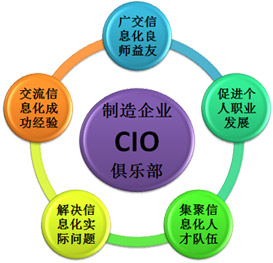 广交信
息化良
师益友
促进个
人职业
发展
集聚信
息化人
才队伍
解决信
息化实
际问题
交流信
息化成
功经验
制造企业
CIO
俱乐部